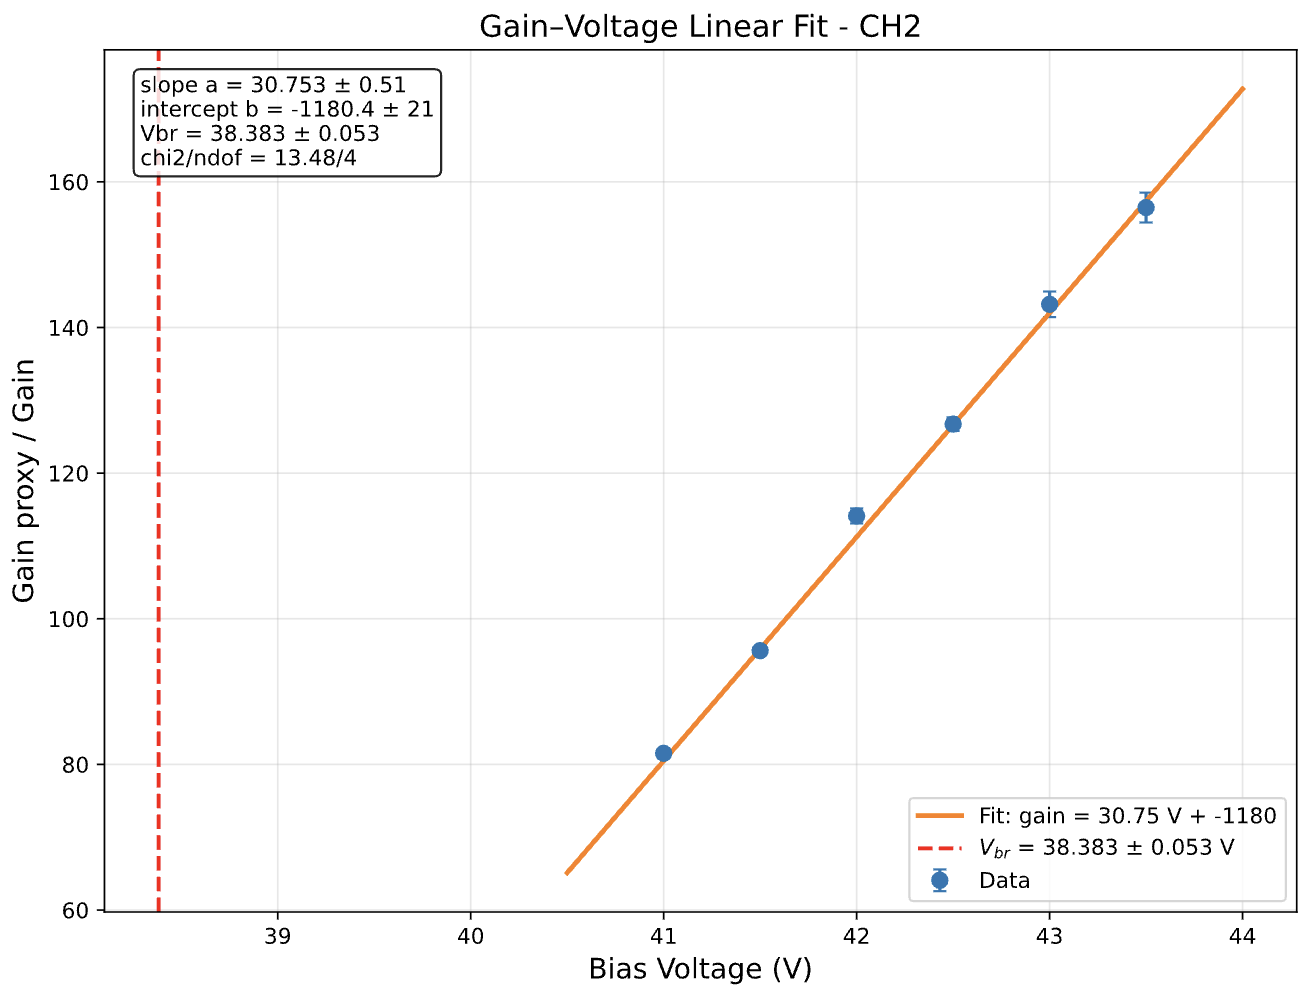 Gain–Voltage Linear Fit - CH2
slope a = 30.753 ± 0.51
intercept b = -1180.4 ± 21
Vbr = 38.383 ± 0.053
chi2/ndof = 13.48/4
Gain proxy / Gain
160
140
120
100
80
60
39 40 41 42 43 44
Bias Voltage (V)
Fit: gain = 30.75 V + -1180
V_br = 38.383 ± 0.053 V
Data